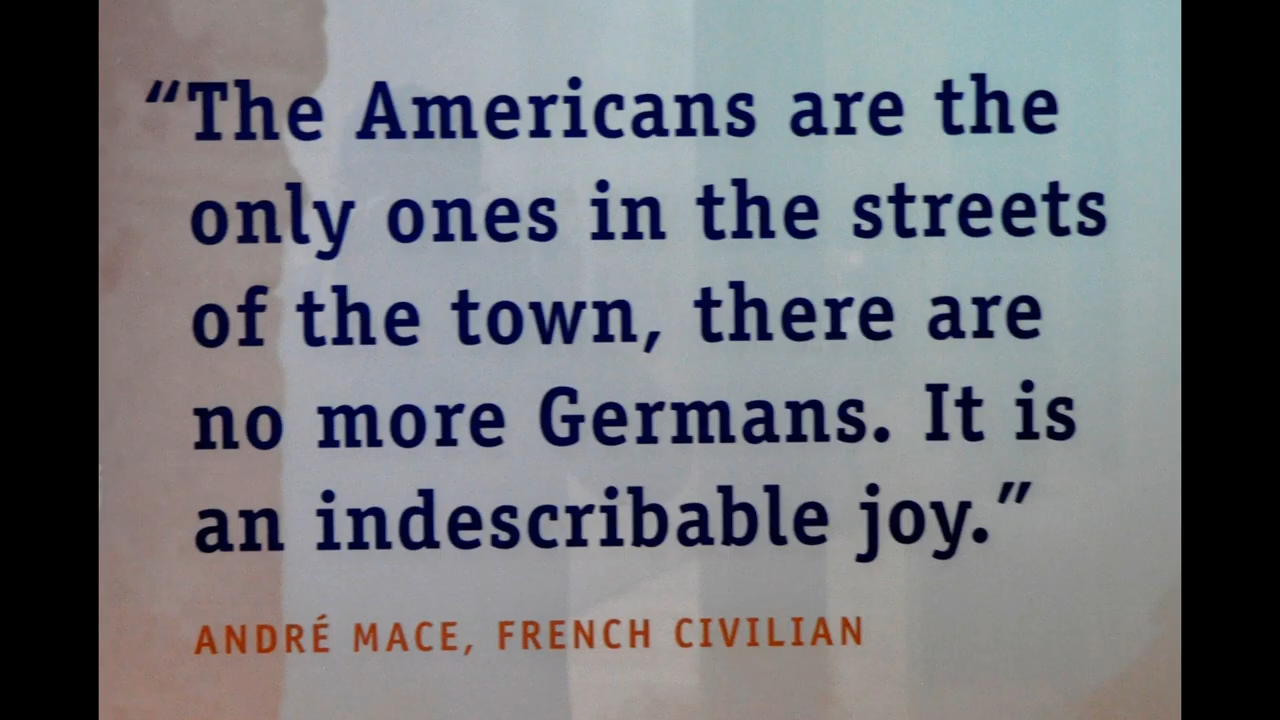 “The Americans are the
only ones in the streets
of the town, there are
no more Germans. It is
an indescribable joy.”
ANDRÉ MACE, FRENCH CIVILIAN